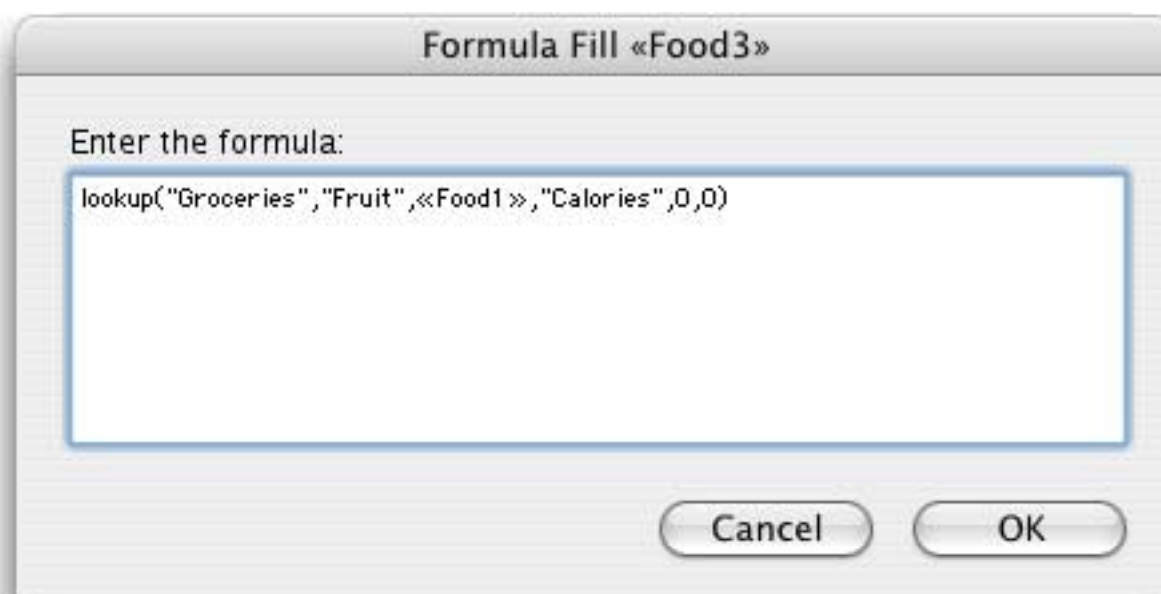 Formula Fill «Food3»
Enter the formula:
lookup("Groceries","Fruit",«Food1»,"Calories",0,0)
Cancel OK